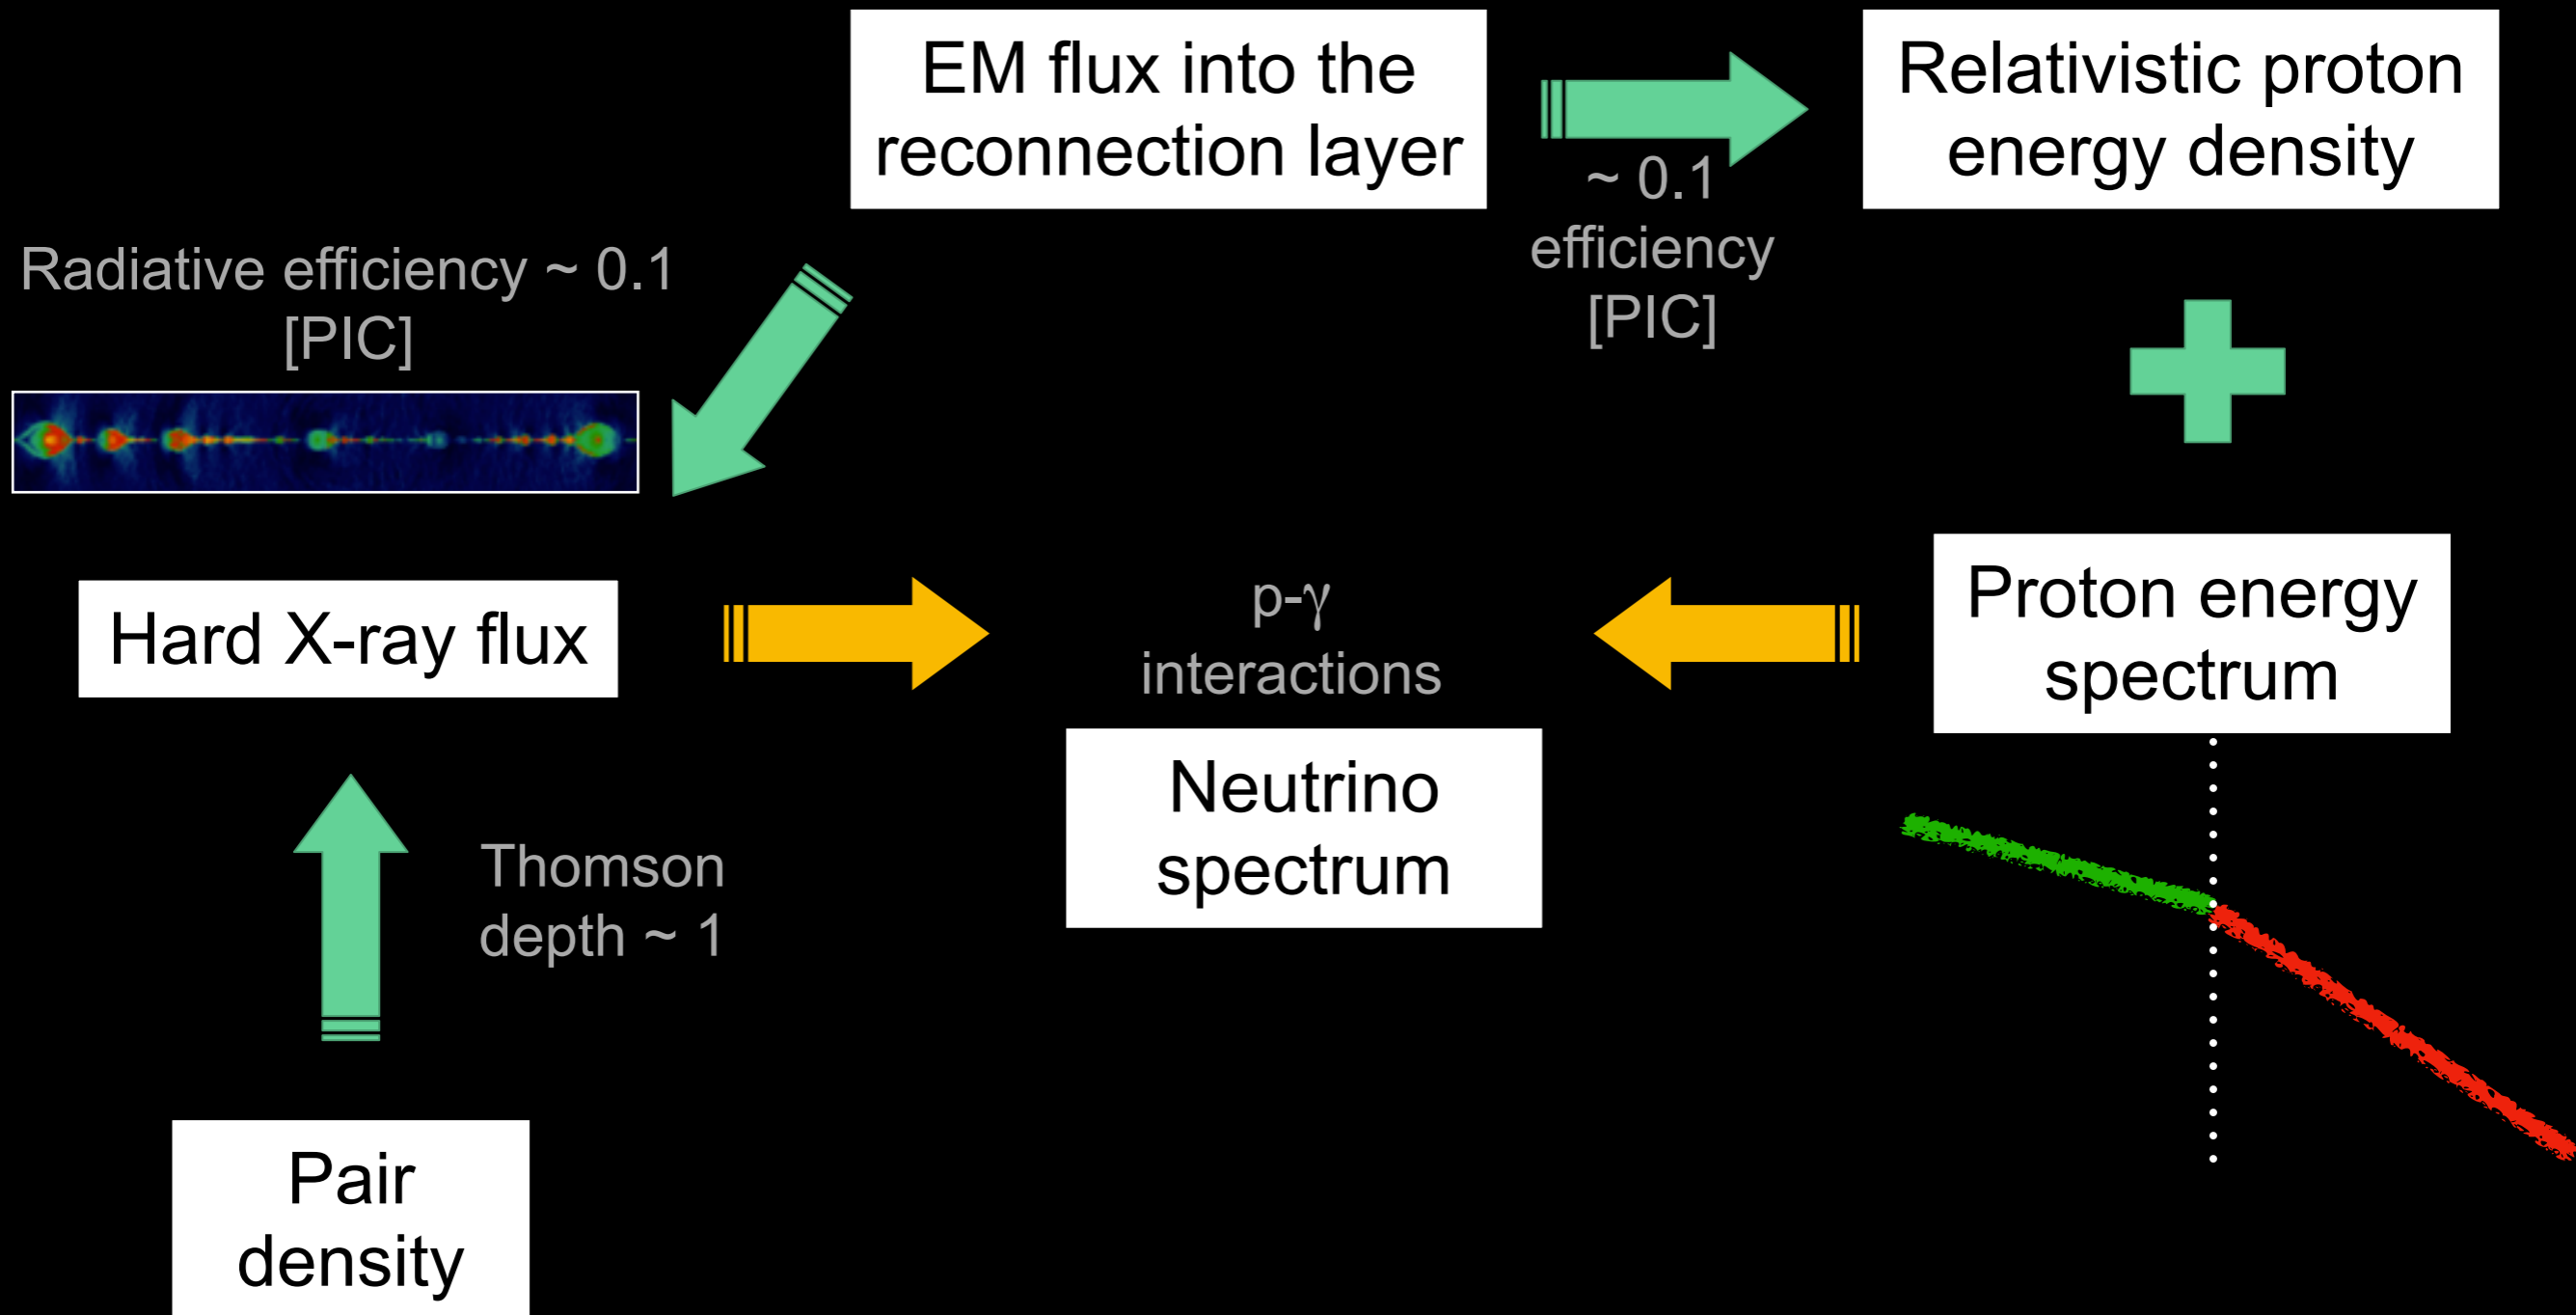 EM flux into the
reconnection layer
Relativistic proton
energy density
~ 0.1
efficiency
[PIC]
Radiative efficiency ~ 0.1
[PIC]
Hard X-ray flux
p-γ
interactions
Proton energy
spectrum
Neutrino
spectrum
Thomson
depth ~ 1
Pair
density